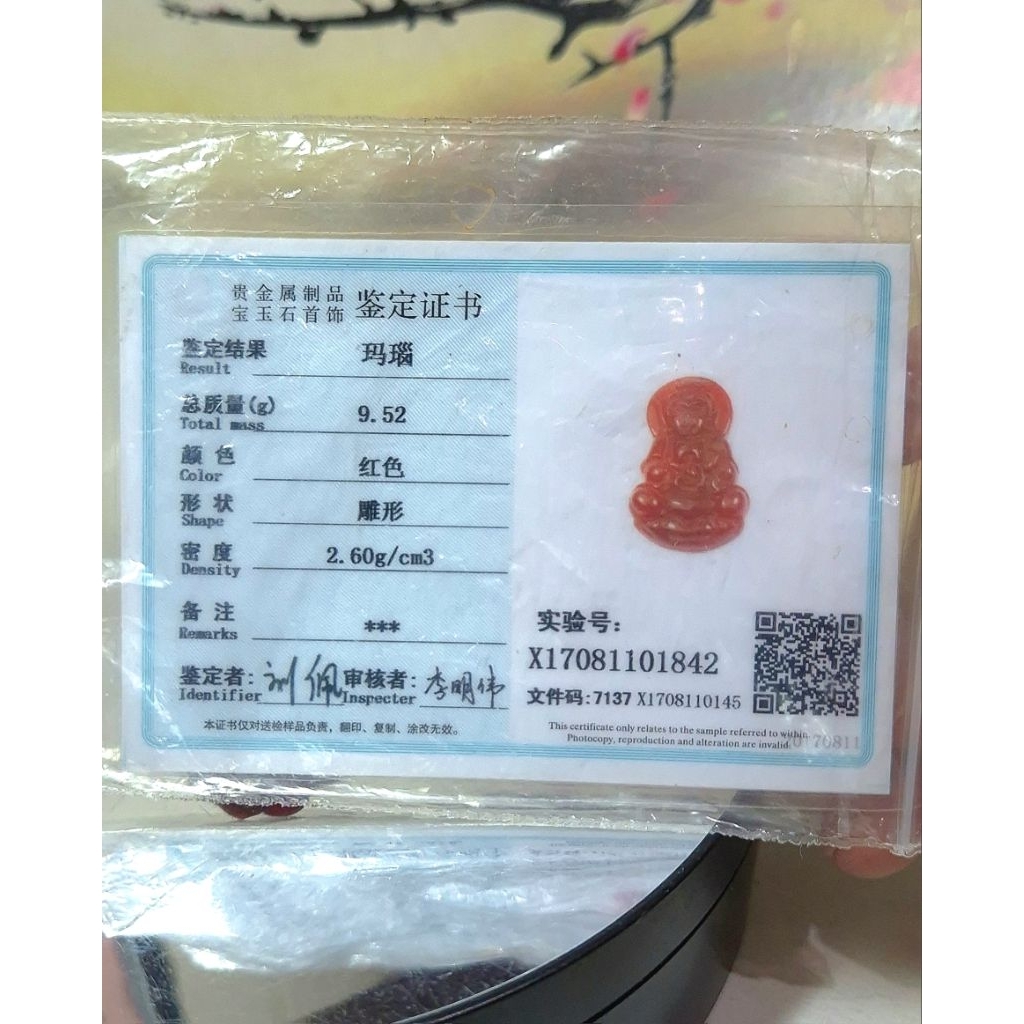 贵金属制品
宝玉石首饰 鉴定证书
鉴定结果 玛瑙
Result
总质量(g) 9.52
Total mass
颜色 红色
Color
形状 雕形
Shape
密度 2.60g/cm3
Density
备注 ***
Remarks
鉴定者: 刘佩 审核者: 李明伟
Identifier Inspecter
本证书仅对送检样品负责，翻印、复制、涂改无效。
实验号:
X17081101842
文件码:7137 X1708110145
This certificate only relates to the sample referred to within.
Photocopy, reproduction and alteration are invalid.